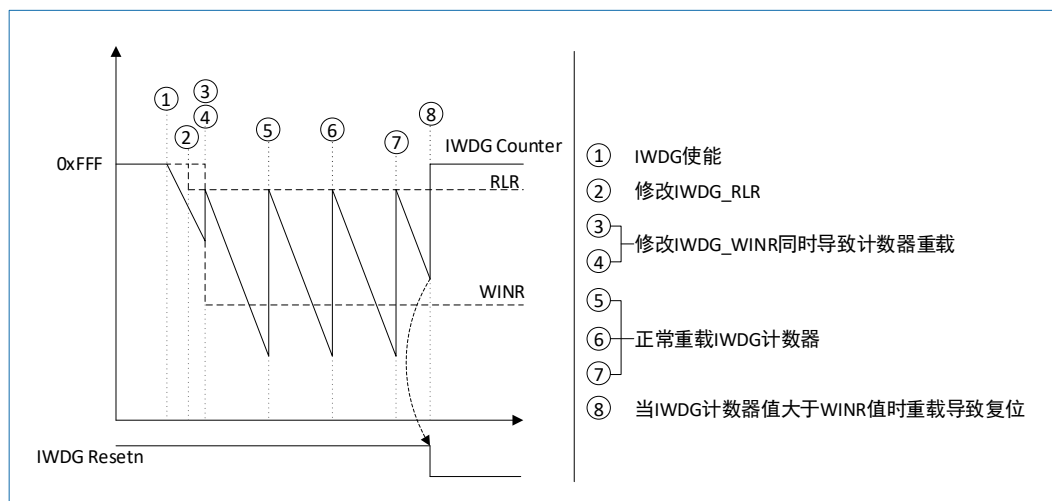 ③
① ④ ⑧
② ⑤ ⑥ ⑦
IWDG Counter
0xFFF
RLR
WINR
IWDG Resetn
① IWDG使能
② 修改IWDG_RLR
③
④ 修改IWDG_WINR同时导致计数器重载
⑤
⑥ 正常重载IWDG计数器
⑦
⑧ 当IWDG计数器值大于WINR值时重载导致复位